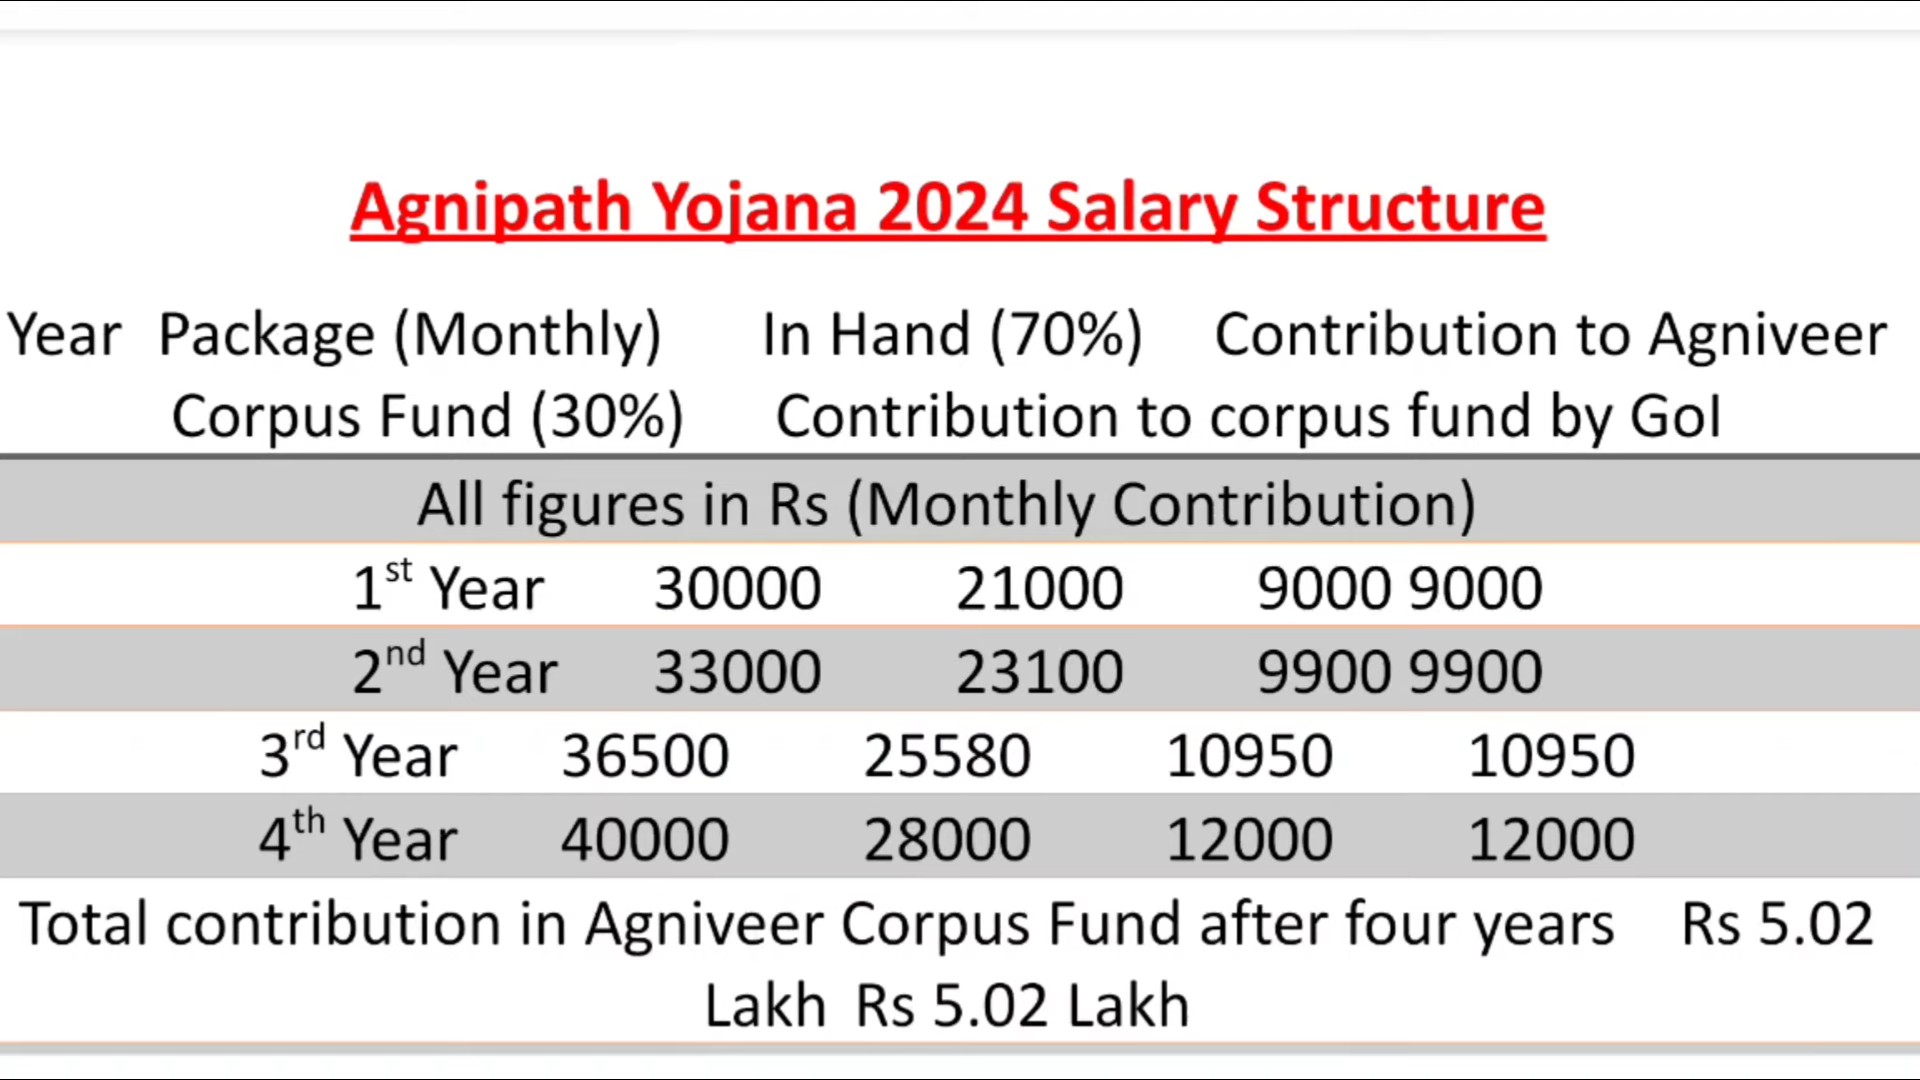 Agnipath Yojana 2024 Salary Structure
Year Package (Monthly) In Hand (70%) Contribution to Agniveer
Corpus Fund (30%) Contribution to corpus fund by GoI
All figures in Rs (Monthly Contribution)
1st Year 30000 21000 9000 9000
2nd Year 33000 23100 9900 9900
3rd Year 36500 25580 10950 10950
4th Year 40000 28000 12000 12000
Total contribution in Agniveer Corpus Fund after four years Rs 5.02
Lakh Rs 5.02 Lakh